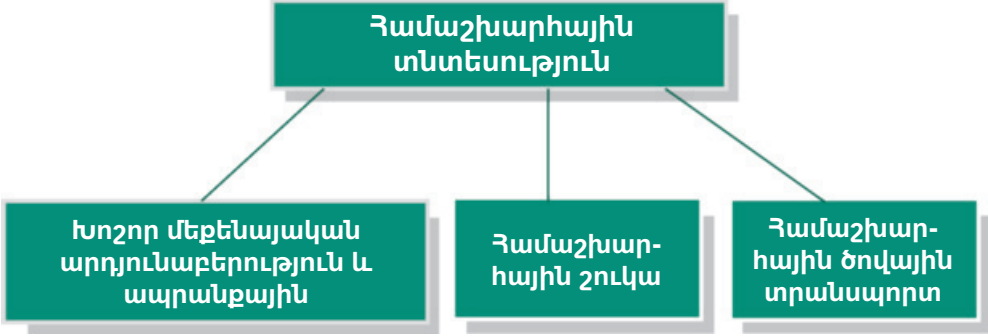 Համաշխարհային
տնտեսություն
Խոշոր մեքենայական
արդյունաբերություն և
ապրանքային
Համաշխար-
հային շուկա
Համաշխար-
հային ծովային
տրանսպորտ